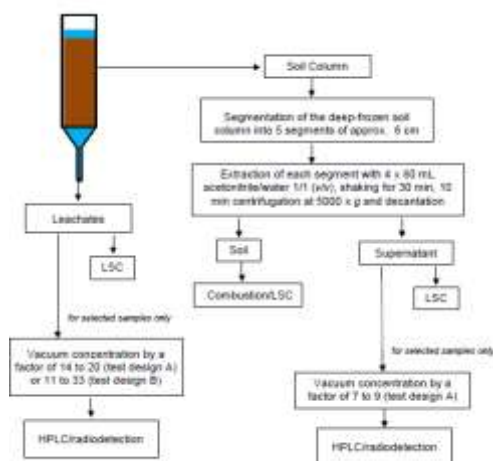 Soil Column
Segmentation of the deep-frozen soil
column into 5 segments of approx. 6 cm
Extraction of each segment with 4 x 60 mL
acetonitrile/water 1/1 (v/v), shaking for 30 min, 10
min centrifugation at 5000 x g and decantation
Leachates
LSC
Soil
Combustion/LSC
Supernatant
LSC
for selected samples only
for selected samples only
Vacuum concentration by a
factor of 14 to 20 (test design A)
or 11 to 33 (test design B)
Vacuum concentration by a
factor of 7 to 9 (test design A)
HPLC/radiodetection
HPLC/radiodetection